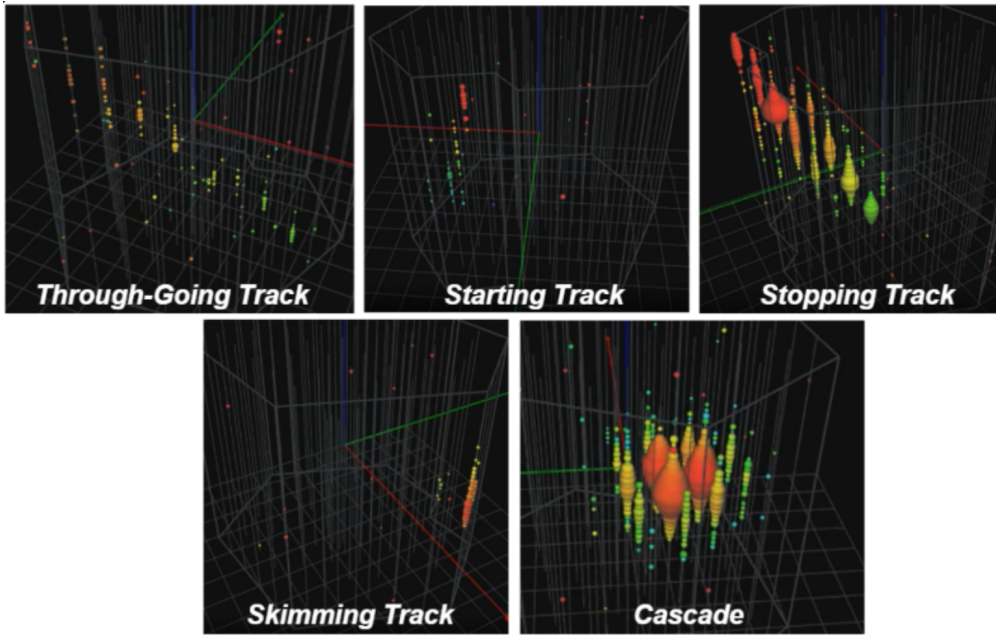 Through-Going Track
Starting Track
Stopping Track
Skimming Track
Cascade